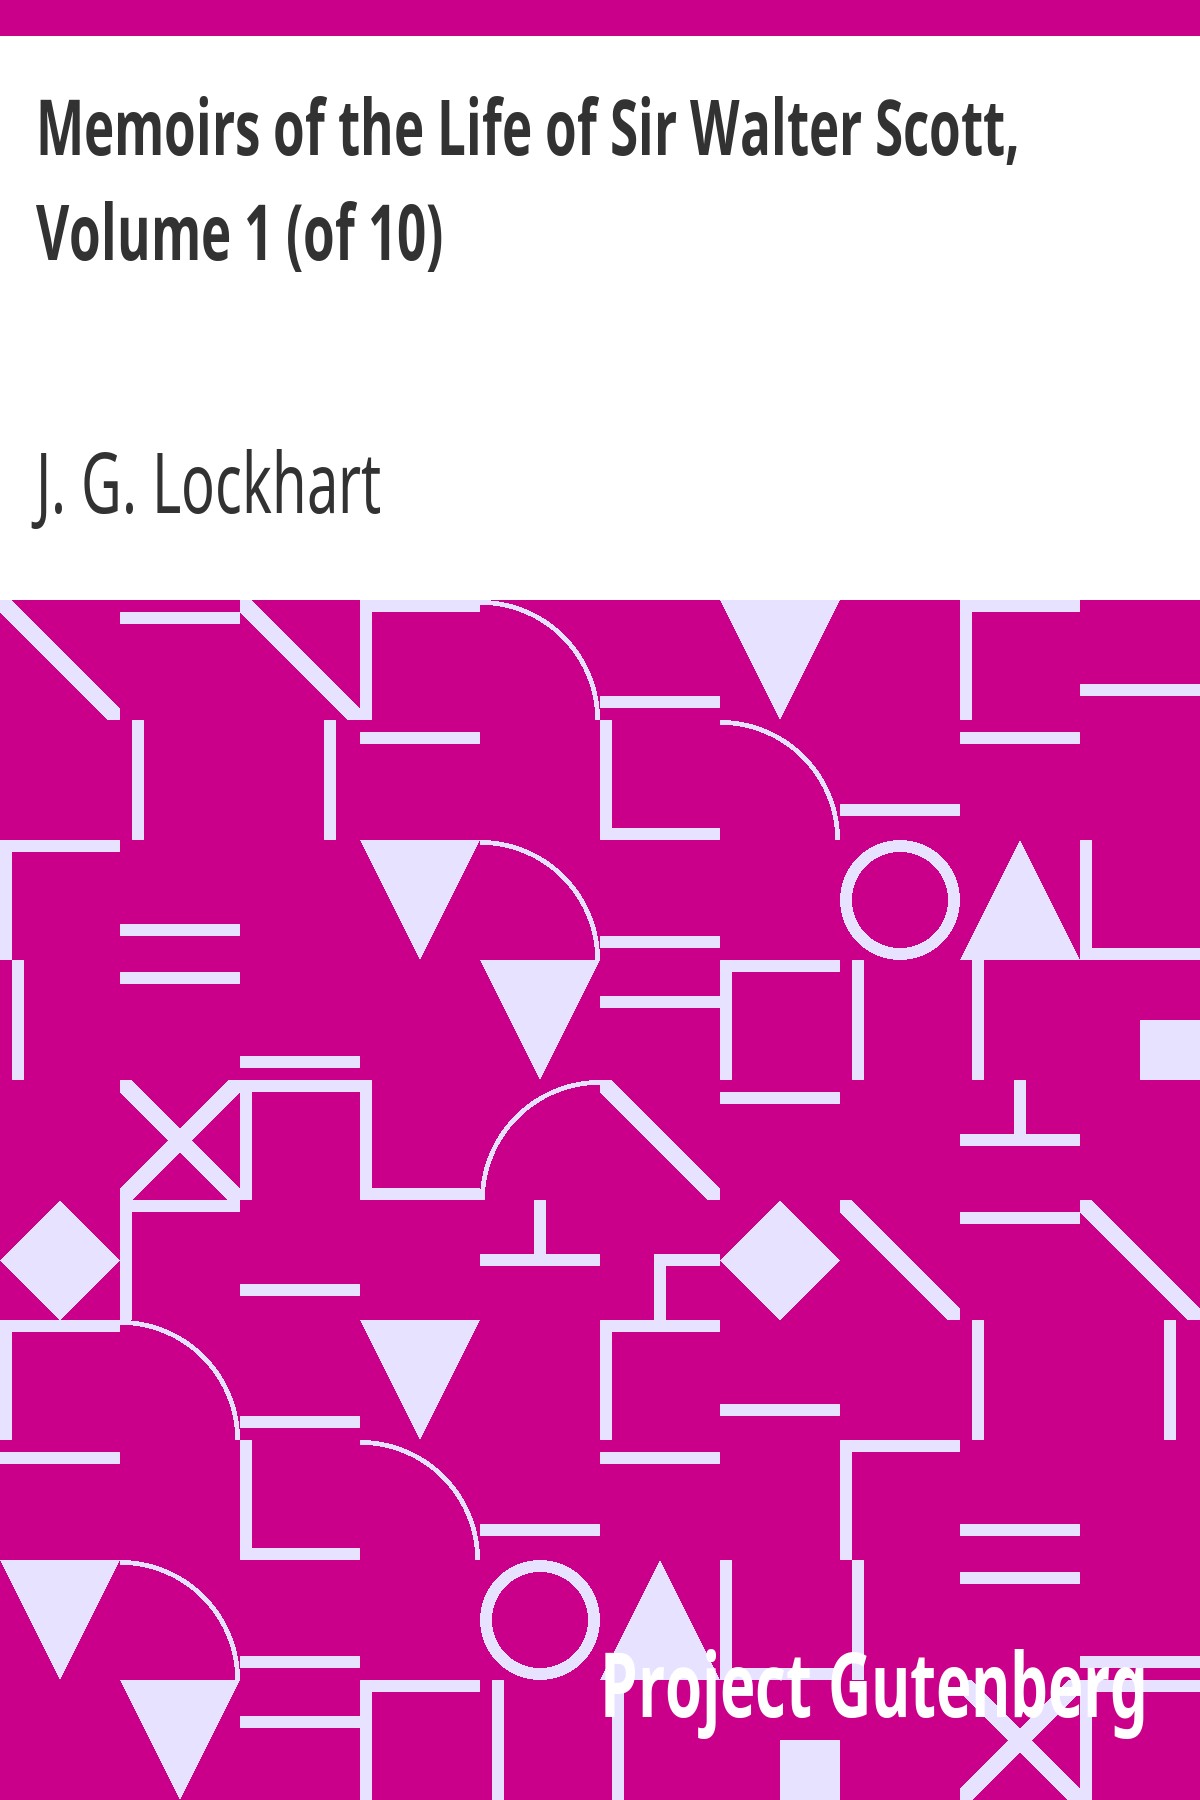 Memoirs of the Life of Sir Walter Scott,
Volume 1 (of 10)
J. G. Lockhart
Project Gutenberg